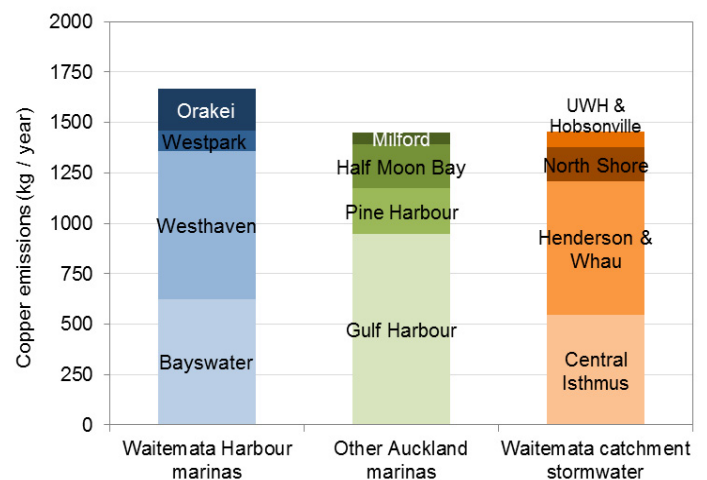 Copper emissions (kg / year)
2000
1750
1500
1250
1000
750
500
250
0
Orakei
Westpark
Westhaven
Bayswater
Milford
Half Moon Bay
Pine Harbour
Gulf Harbour
UWH &
Hobsonville
North Shore
Henderson &
Whau
Central
Isthmus
Waitemata Harbour
marinas
Other Auckland
marinas
Waitemata catchment
stormwater